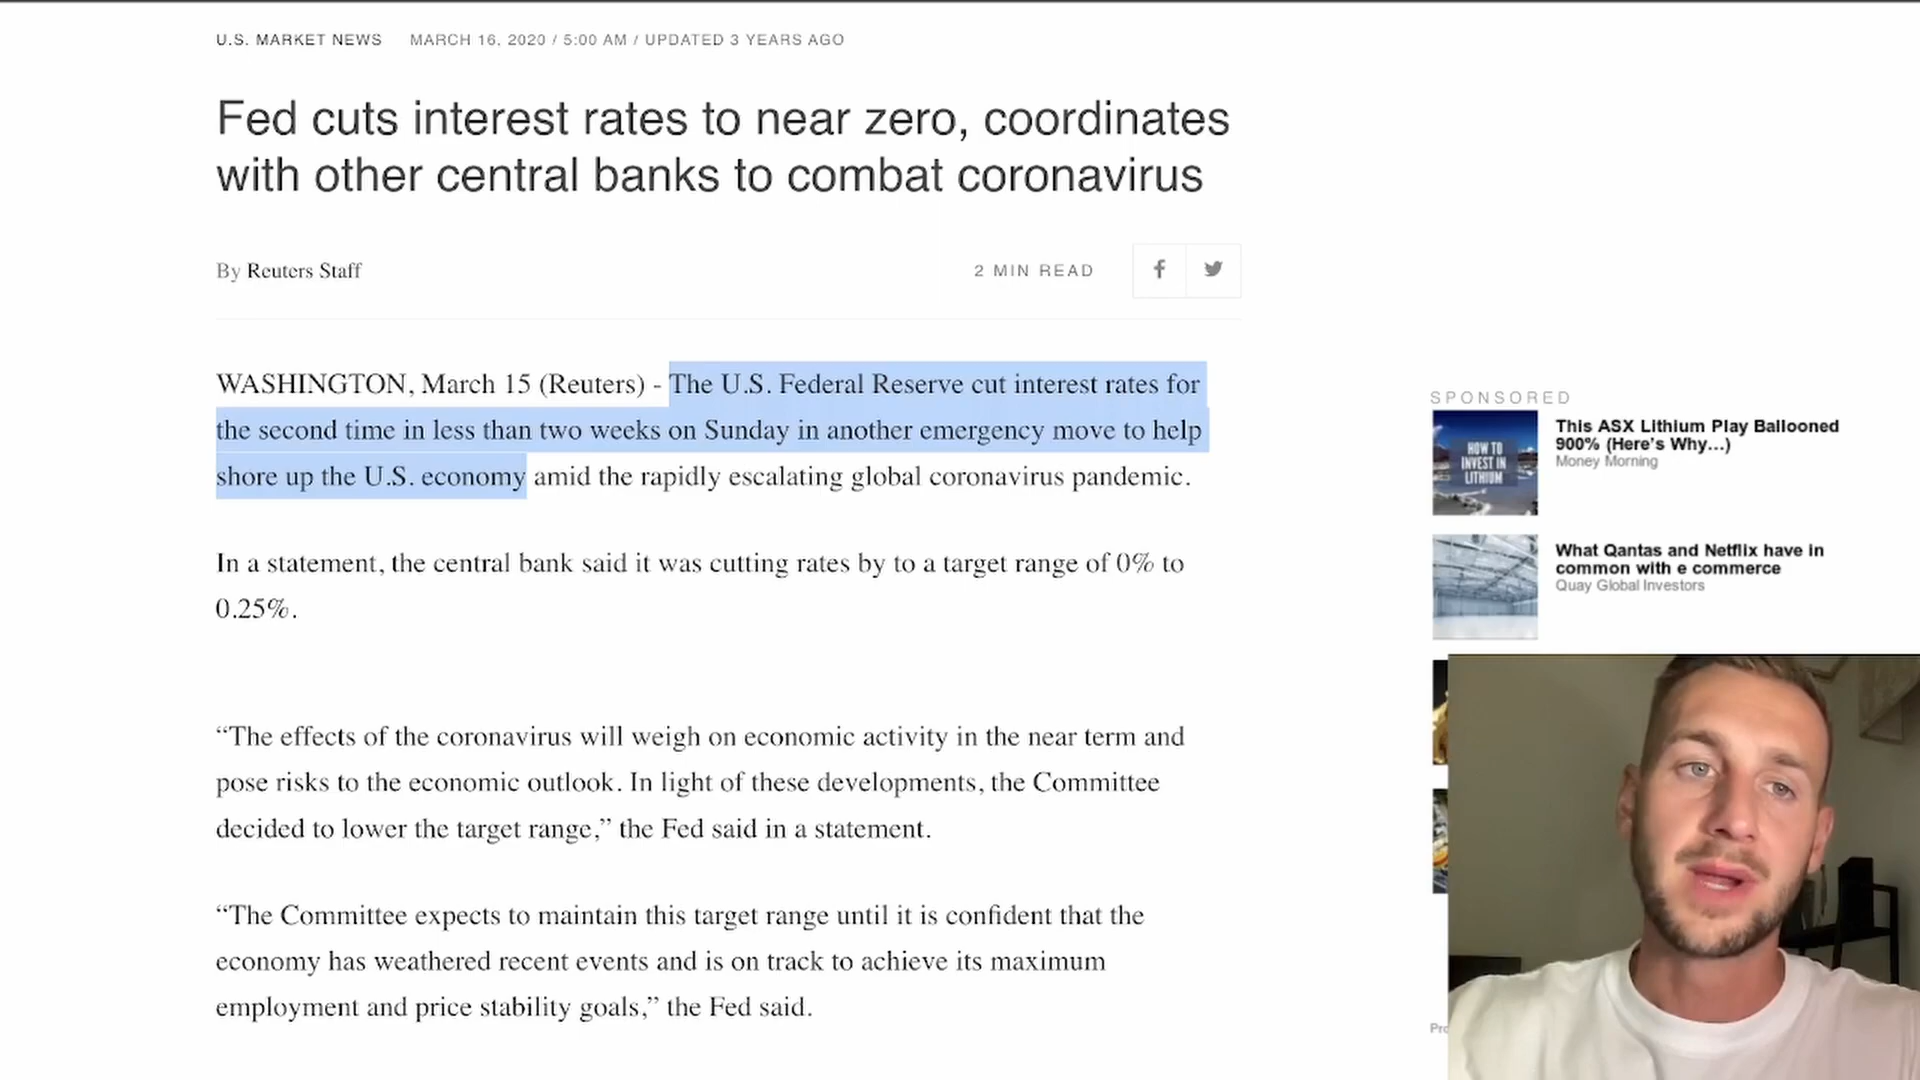 U.S. MARKET NEWS MARCH 16, 2020 / 5:00 AM / UPDATED 3 YEARS AGO
Fed cuts interest rates to near zero, coordinates
with other central banks to combat coronavirus
By Reuters Staff
2 MIN READ
WASHINGTON, March 15 (Reuters) - The U.S. Federal Reserve cut interest rates for
the second time in less than two weeks on Sunday in another emergency move to help
shore up the U.S. economy amid the rapidly escalating global coronavirus pandemic.
In a statement, the central bank said it was cutting rates by to a target range of 0% to
0.25%.
“The effects of the coronavirus will weigh on economic activity in the near term and
pose risks to the economic outlook. In light of these developments, the Committee
decided to lower the target range,” the Fed said in a statement.
“The Committee expects to maintain this target range until it is confident that the
economy has weathered recent events and is on track to achieve its maximum
employment and price stability goals,” the Fed said.
SPONSORED
HOW TO
INVEST IN
LITHIUM
This ASX Lithium Play Ballooned
900% (Here's Why...)
Money Morning
What Qantas and Netflix have in
common with e commerce
Quay Global Investors